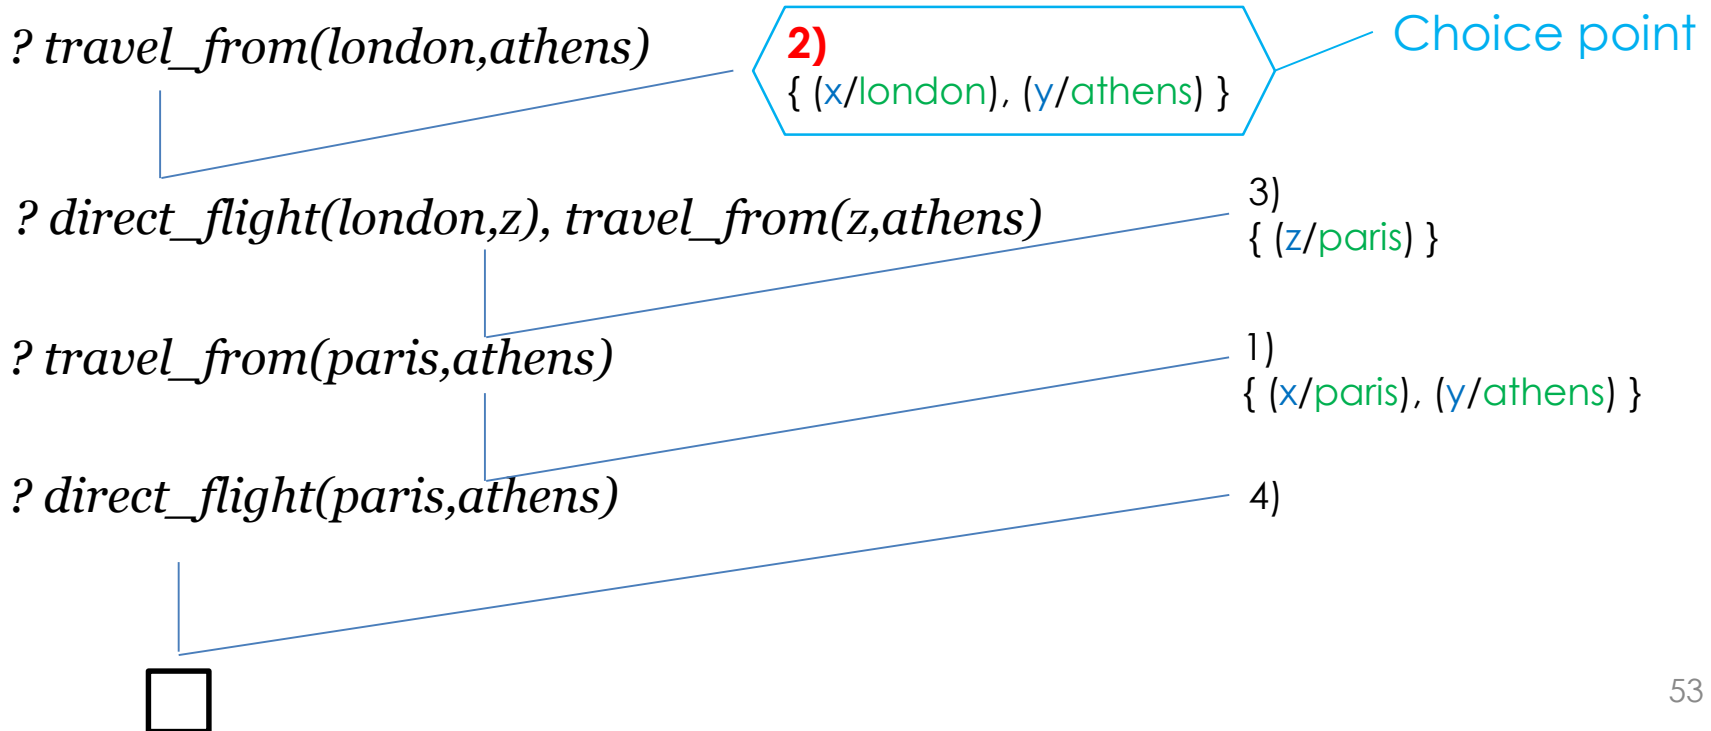 ? travel_from(london,athens)
2)
{ (x/london), (y/athens) }
Choice point
? direct_flight(london,z), travel_from(z,athens)
3)
{ (z/paris) }
? travel_from(paris,athens)
1)
{ (x/paris), (y/athens) }
? direct_flight(paris,athens)
4)
53